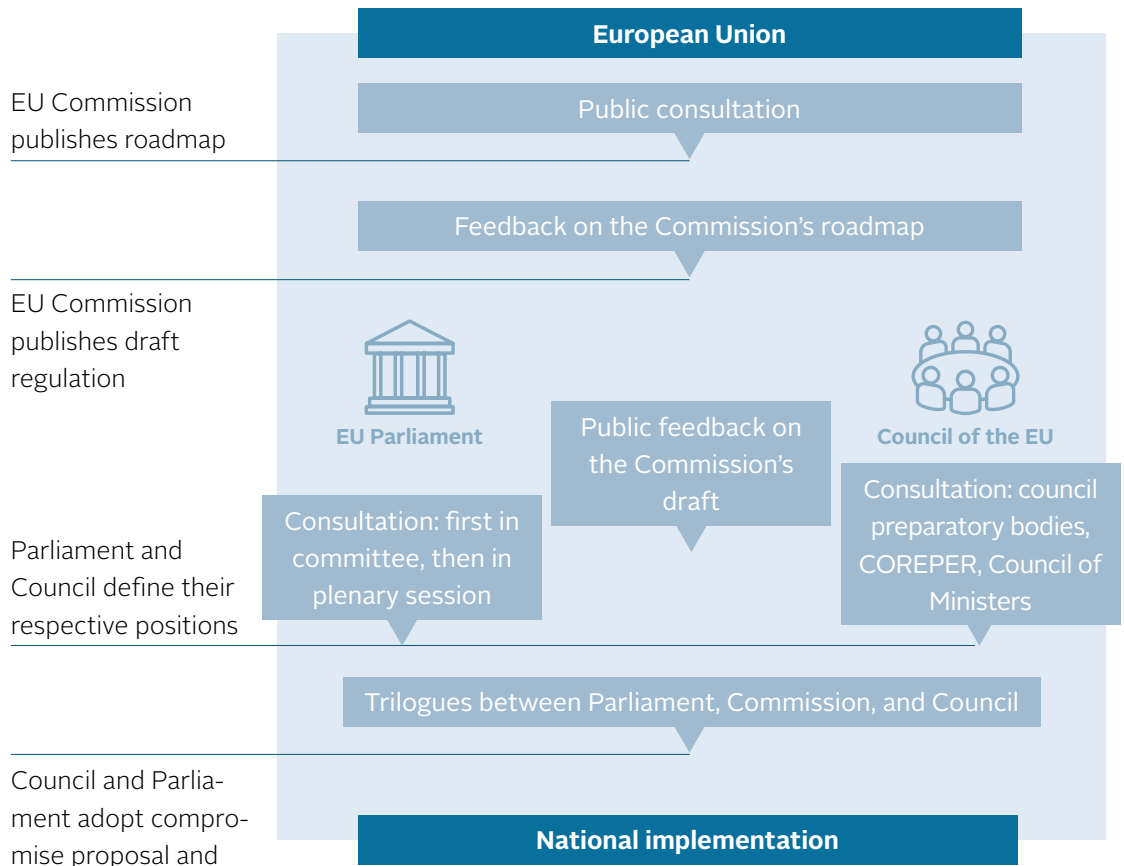 European Union
EU Commission
publishes roadmap
Public consultation
Feedback on the Commission’s roadmap
EU Commission
publishes draft
regulation
EU Parliament
Public feedback on
the Commission’s
draft
Council of the EU
Consultation: first in
committee, then in
plenary session
Consultation: council
preparatory bodies,
COREPER, Council of
Ministers
Parliament and
Council define their
respective positions
Trilogues between Parliament, Commission, and Council
Council and Parlia-
ment adopt compro-
mise proposal and
National implementation